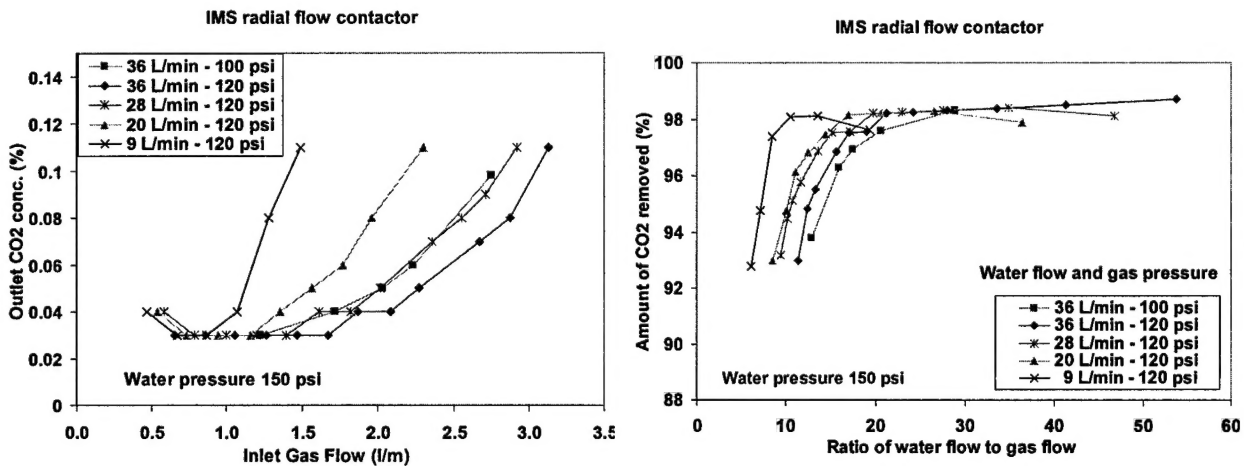 IMS radial flow contactor
0.14
0.12
0.1
0.08
0.06
0.04
0.02
0
Outlet CO2 conc. (%)
36 L/min - 100 psi
36 L/min - 120 psi
28 L/min - 120 psi
20 L/min -120 psi
9 L/min - 120 psi
Water pressure 150 psi
0.0 0.5 1.0 1.5 2.0 2.5 3.0 3.5
Inlet Gas Flow (l/m)
IMS radial flow contactor
100
98
96
94
92
90
88
Amount of CO2 removed (%)
Water flow and gas pressure
36 L/min - 100 psi
36 L/min - 120 psi
28 L/min - 120 psi
20 L/min - 120 psi
9 L/min - 120 psi
Water pressure 150 psi
0 10 20 30 40 50 60
Ratio of water flow to gas flow